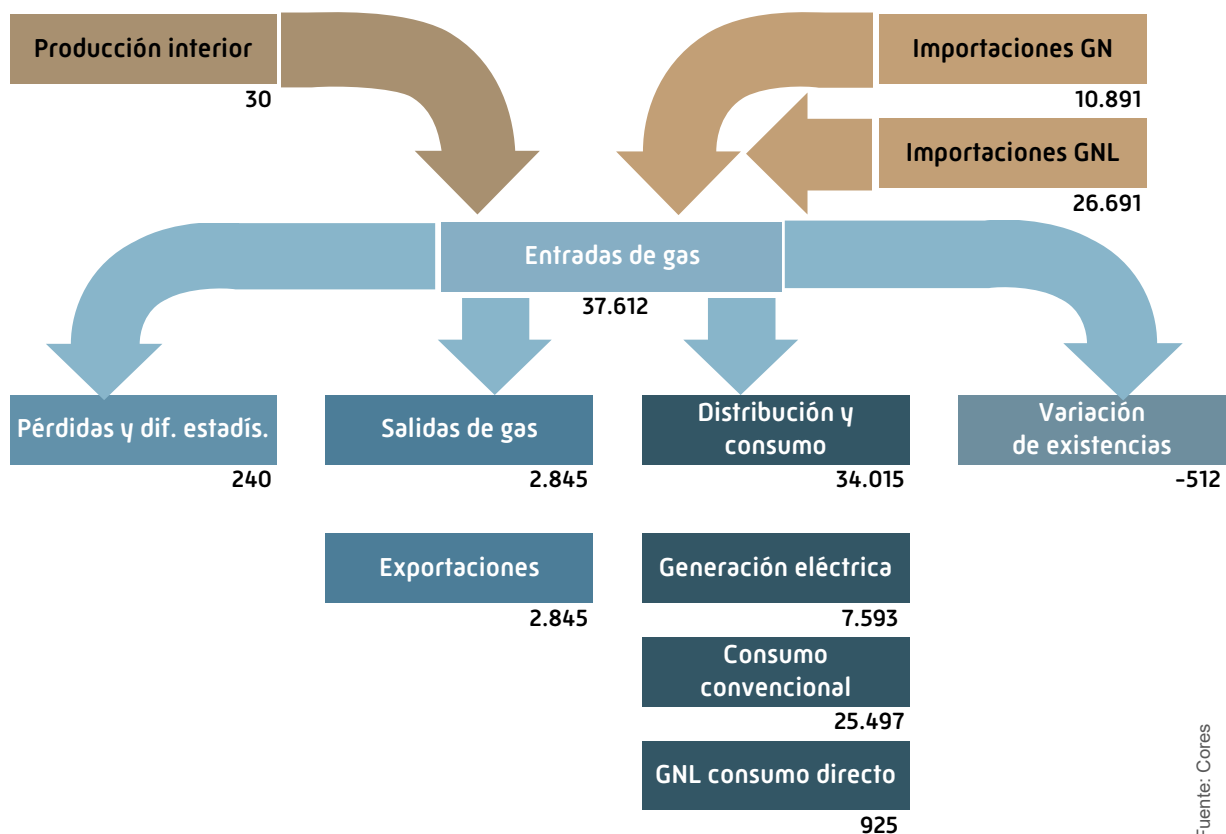 Producción interior
30
Importaciones GN
10.891
Importaciones GNL
26.691
Entradas de gas
37.612
Pérdidas y dif. estadís.
240
Salidas de gas
2.845
Distribución y
consumo
34.015
Variación
de existencias
-512
Exportaciones
2.845
Generación eléctrica
7.593
Consumo
convencional
25.497
GNL consumo directo
925
Fuente: Cores